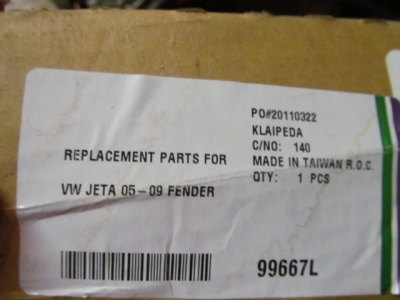 PO#20110322
KLAIPEDA
C/NO: 140
REPLACEMENT PARTS FOR
MADE IN TAIWAN R.O.C.
QTY: 1 PCS
VW JETA 05-09 FENDER
99667L